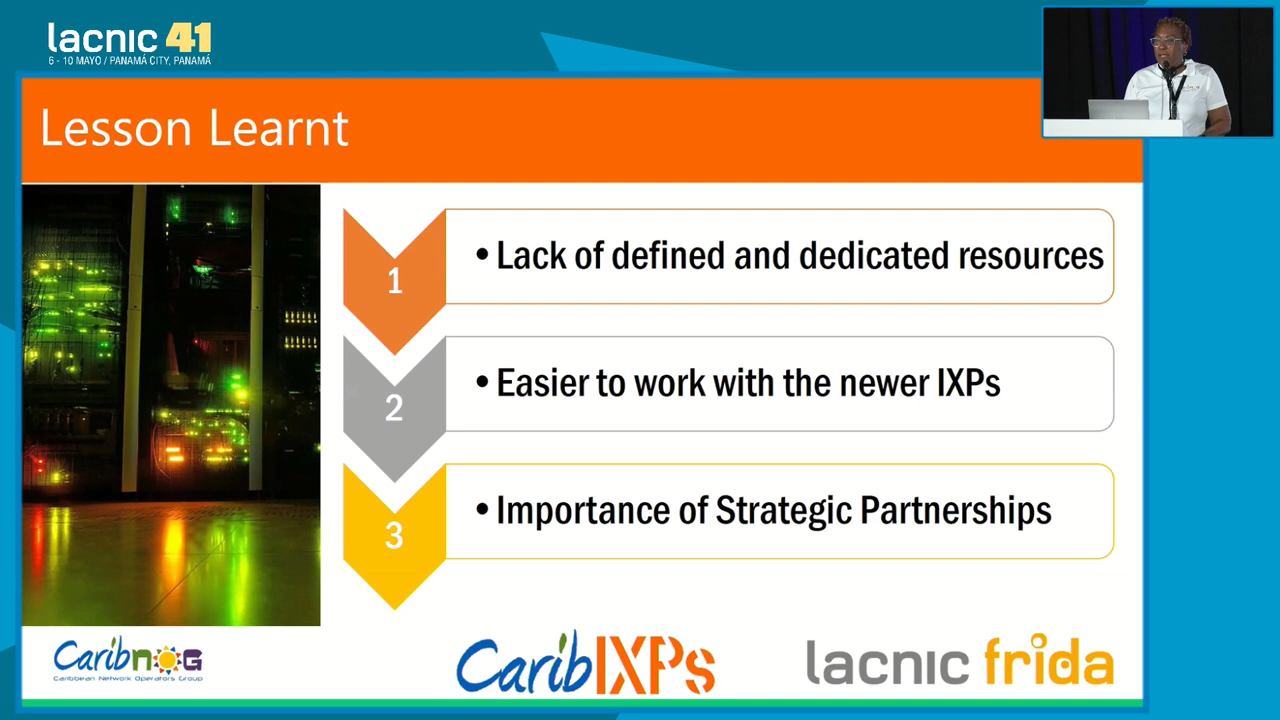 lacnic 41
6 - 10 MAYO / PANAMÁ CITY, PANAMÁ
Lesson Learnt
1
• Lack of defined and dedicated resources
2
• Easier to work with the newer IXPs
3
• Importance of Strategic Partnerships
CaribNOG
Caribbean Network Operators Group
CaribIXPs
lacnic frida